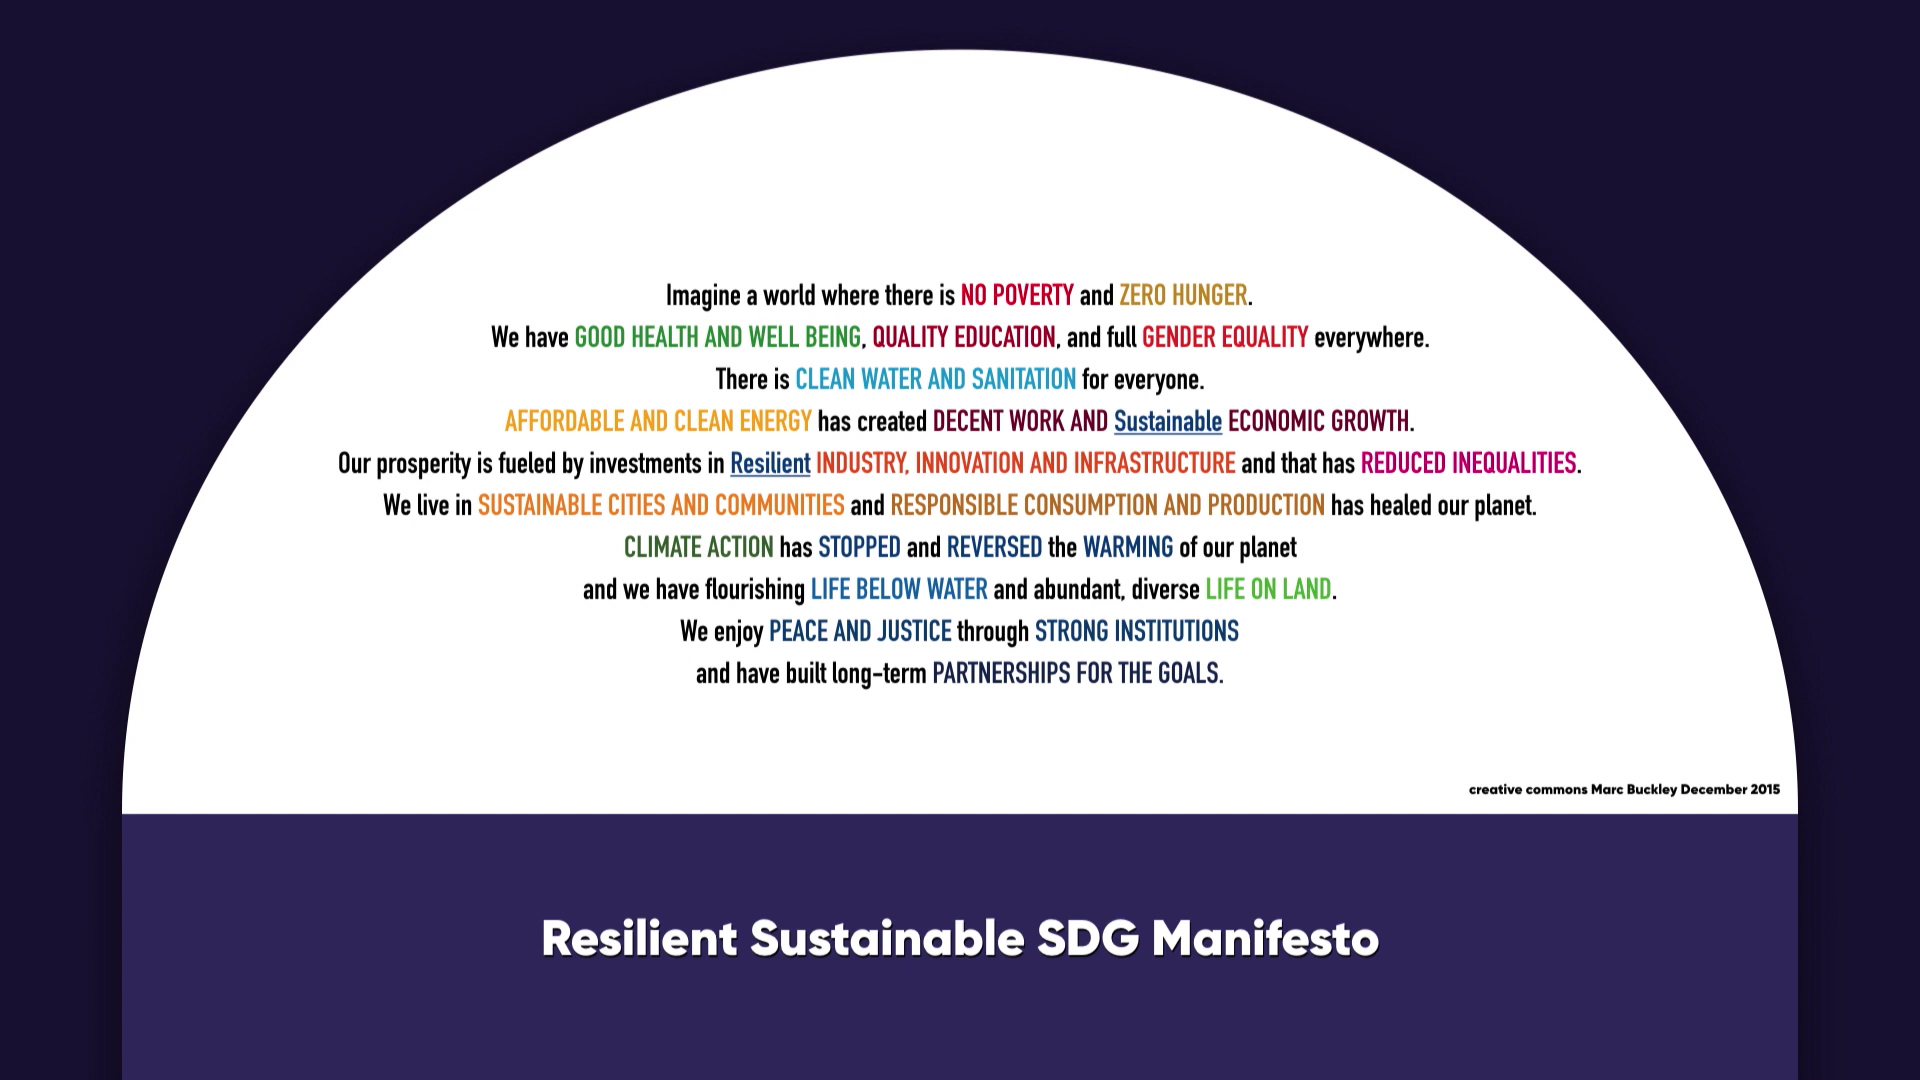 Imagine a world where there is NO POVERTY and ZERO HUNGER.
We have GOOD HEALTH AND WELL BEING, QUALITY EDUCATION, and full GENDER EQUALITY everywhere.
There is CLEAN WATER AND SANITATION for everyone.
AFFORDABLE AND CLEAN ENERGY has created DECENT WORK AND Sustainable ECONOMIC GROWTH.
Our prosperity is fueled by investments in Resilient INDUSTRY, INNOVATION AND INFRASTRUCTURE and that has REDUCED INEQUALITIES.
We live in SUSTAINABLE CITIES AND COMMUNITIES and RESPONSIBLE CONSUMPTION AND PRODUCTION has healed our planet.
CLIMATE ACTION has STOPPED and REVERSED the WARMING of our planet
and we have flourishing LIFE BELOW WATER and abundant, diverse LIFE ON LAND.
We enjoy PEACE AND JUSTICE through STRONG INSTITUTIONS
and have built long-term PARTNERSHIPS FOR THE GOALS.
creative commons Marc Buckley December 2015
Resilient Sustainable SDG Manifesto